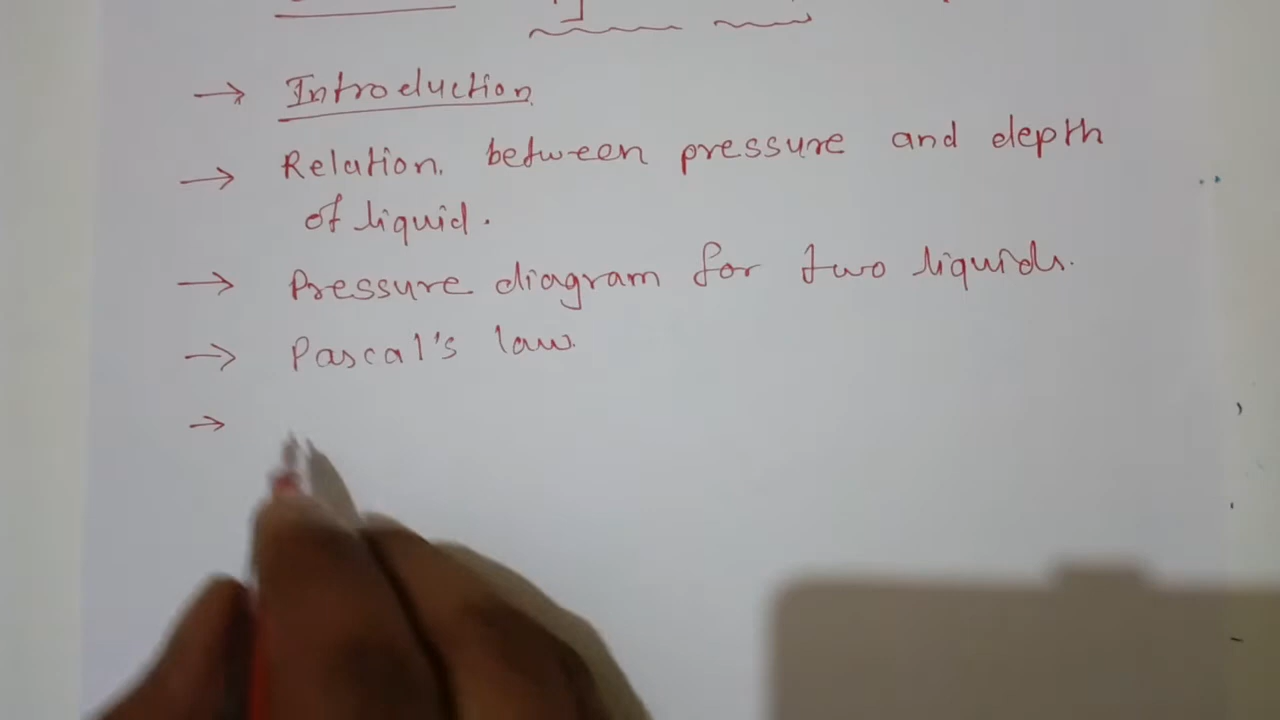 → Introduction
→ Relation between pressure and depth
of liquid.
→ Pressure diagram for two liquids.
→ Pascal's law.
→